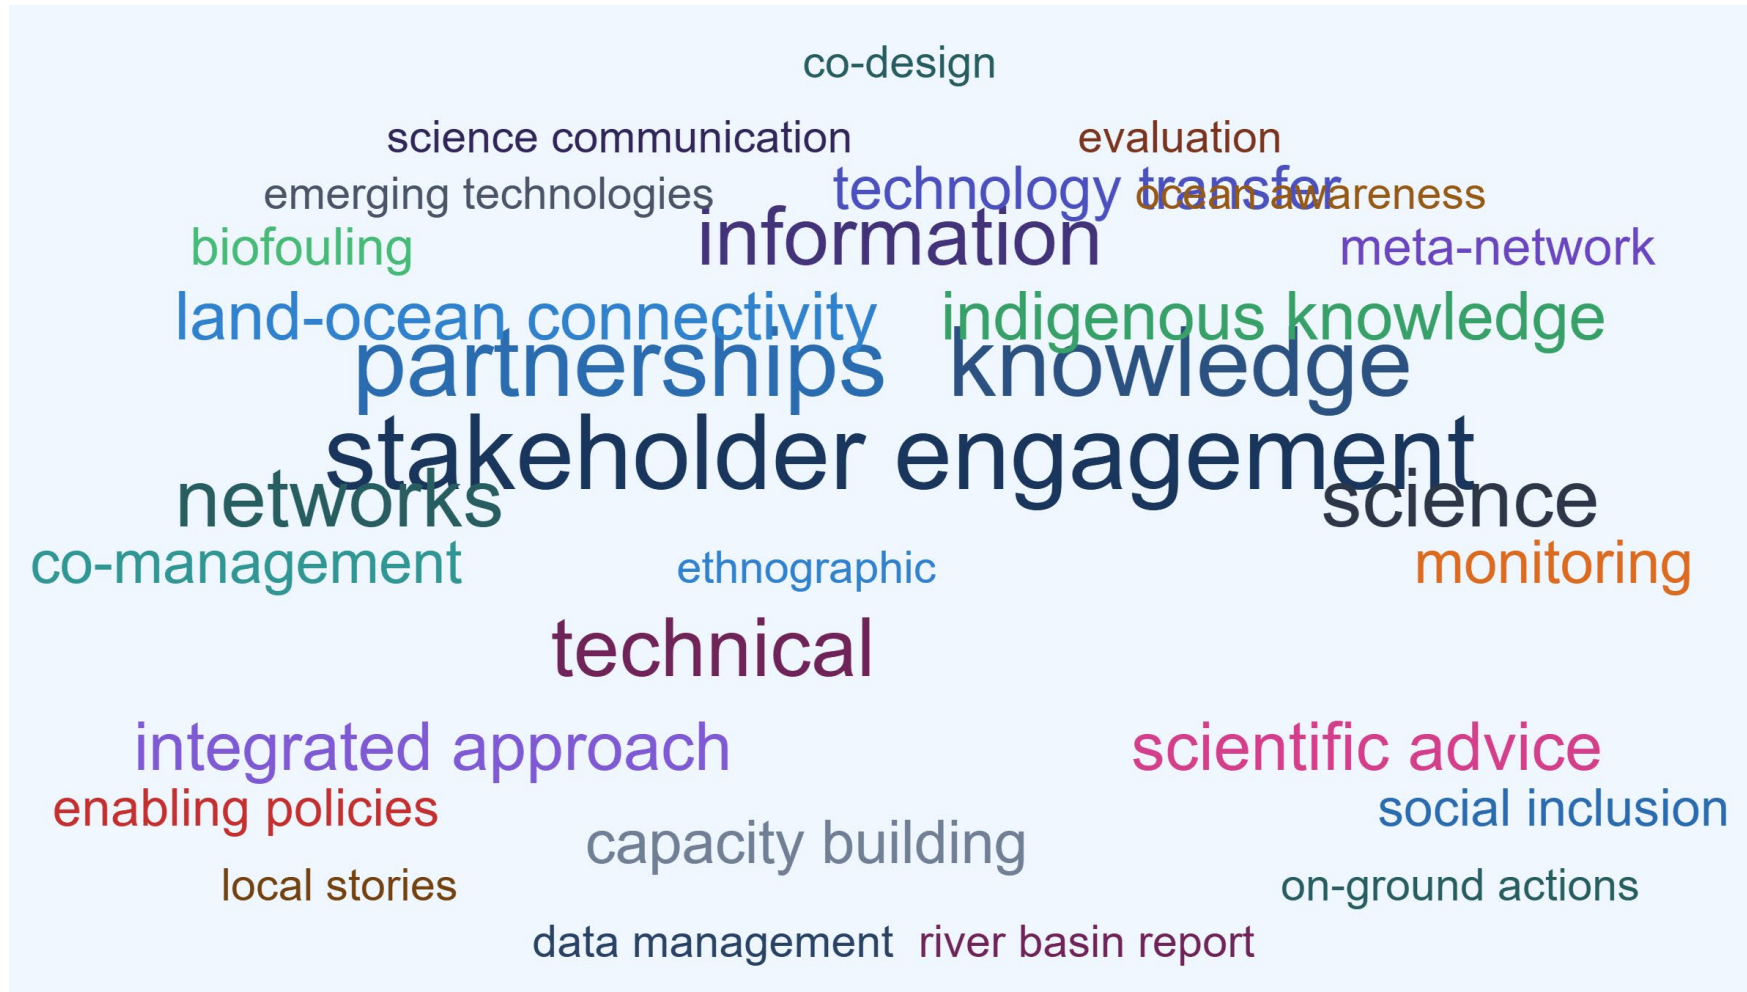 co-design
science communication
evaluation
emerging technologies
technology transfer
ocean awareness
biofouling
information
meta-network
land-ocean connectivity
indigenous knowledge
partnerships
knowledge
stakeholder engagement
networks
science
co-management
ethnographic
monitoring
technical
integrated approach
scientific advice
enabling policies
social inclusion
capacity building
local stories
on-ground actions
data management
river basin report